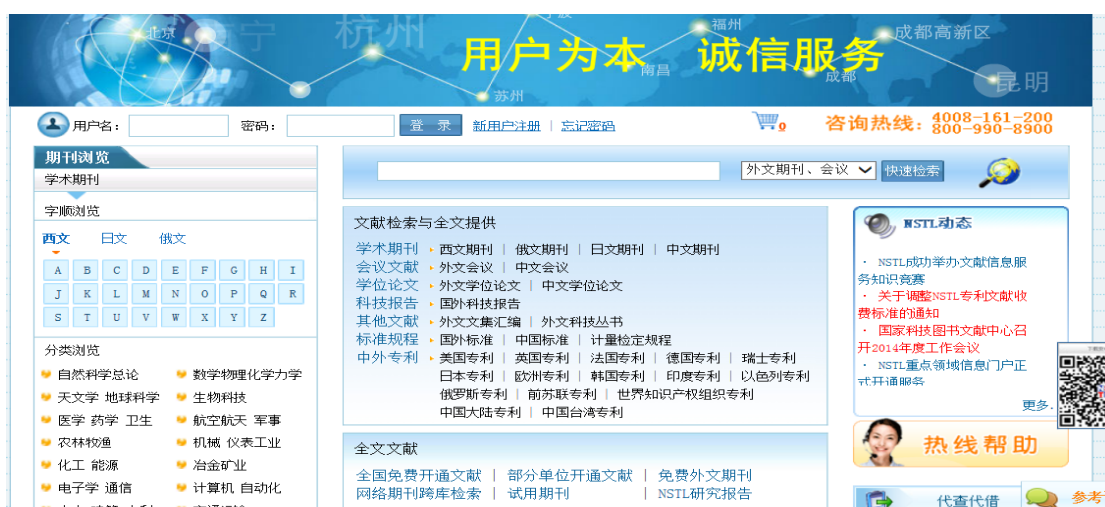 北京
宁
杭州
宁波
福州
成都高新区
用户为本 诚信服务
南昌
成都
昆明
苏州
用户名：
密码：
登 录
新用户注册 | 忘记密码
0
咨询热线：4008-161-200
800-990-8900
期刊浏览
学术期刊
字顺浏览
西文 日文 俄文
A B C D E F G H I
J K L M N O P Q R
S T U V W X Y Z
分类浏览
自然科学总论 数学物理化学力学
天文学 地球科学 生物科技
医学 药学 卫生 航空航天 军事
农林牧渔 机械 仪表工业
化工 能源 冶金矿业
电子学 通信 计算机 自动化
外文期刊、会议 快速检索
文献检索与全文提供
学术期刊 西文期刊 | 俄文期刊 | 日文期刊 | 中文期刊
会议文献 外文会议 | 中文会议
学位论文 外文学位论文 | 中文学位论文
科技报告 国外科技报告
其他文献 外文文集汇编 | 外文科技丛书
标准规程 国外标准 | 中国标准 | 计量检定规程
中外专利 美国专利 | 英国专利 | 法国专利 | 德国专利 | 瑞士专利
日本专利 | 欧洲专利 | 韩国专利 | 印度专利 | 以色列专利
俄罗斯专利 | 前苏联专利 | 世界知识产权组织专利
中国大陆专利 | 中国台湾专利
全文文献
全国免费开通文献 | 部分单位开通文献 | 免费外文期刊
网络期刊跨库检索 | 试用期刊 | NSTL研究报告
NSTL动态
· NSTL成功举办文献信息服
务知识竞赛
· 关于调整NSTL专利文献收
费标准的通知
· 国家科技图书文献中心召
开2014年度工作会议
· NSTL重点领域信息门户正
式开通服务
更多.
热线帮助
代查代借
参考